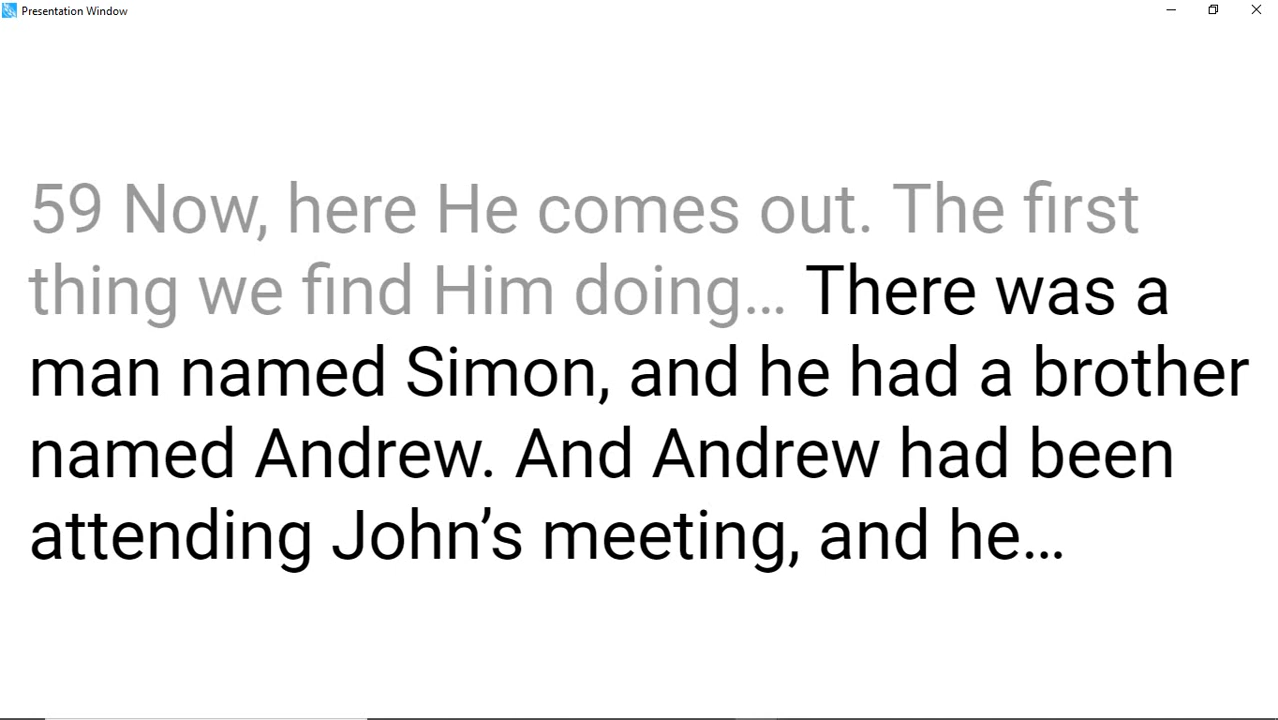 Presentation Window
59 Now, here He comes out. The first
thing we find Him doing… There was a
man named Simon, and he had a brother
named Andrew. And Andrew had been
attending John’s meeting, and he…